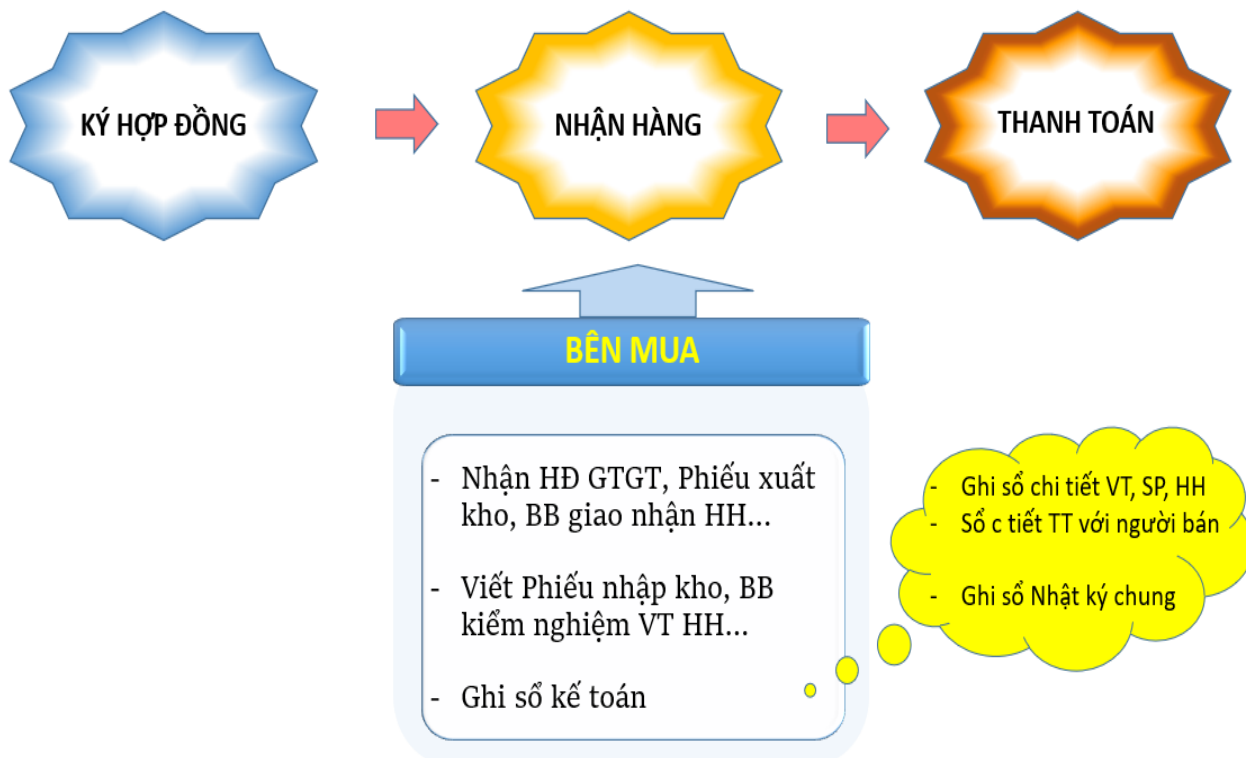 KÝ HỢP ĐỒNG
NHẬN HÀNG
THANH TOÁN
BÊN MUA
- Nhận HĐ GTGT, Phiếu xuất
kho, BB giao nhận HH...
- Viết Phiếu nhập kho, BB
kiểm nghiệm VT HH...
- Ghi sổ kế toán
- Ghi sổ chi tiết VT, SP, HH
- Sổ c tiết TT với người bán
- Ghi sổ Nhật ký chung